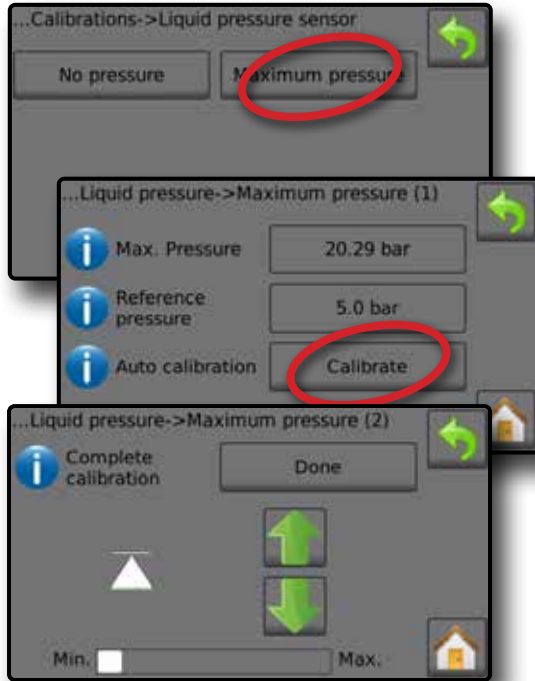 ...Calibrations->Liquid pressure sensor
No pressure
Maximum pressure
...Liquid pressure->Maximum pressure (1)
Max. Pressure
20.29 bar
Reference
pressure
5.0 bar
Auto calibration
Calibrate
...Liquid pressure->Maximum pressure (2)
Complete
calibration
Done
Min.
Max.